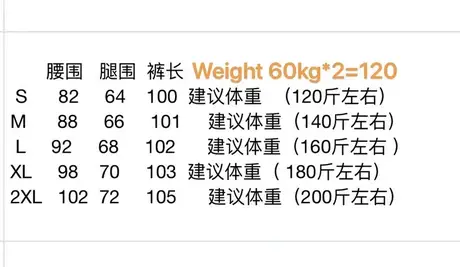 腰围 腿围 裤长 Weight 60kg*2=120
S 82 64 100 建议体重 （120斤左右）
M 88 66 101 建议体重 （140斤左右）
L 92 68 102 建议体重 （160斤左右 ）
XL 98 70 103 建议体重（ 180斤左右）
2XL 102 72 105 建议体重（200斤左右）